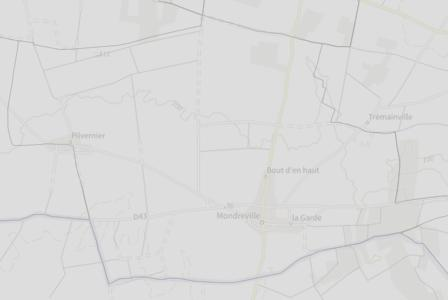 Trémainville
Pilvernier
Bout d'en haut
D43
Mondreville
la Garde